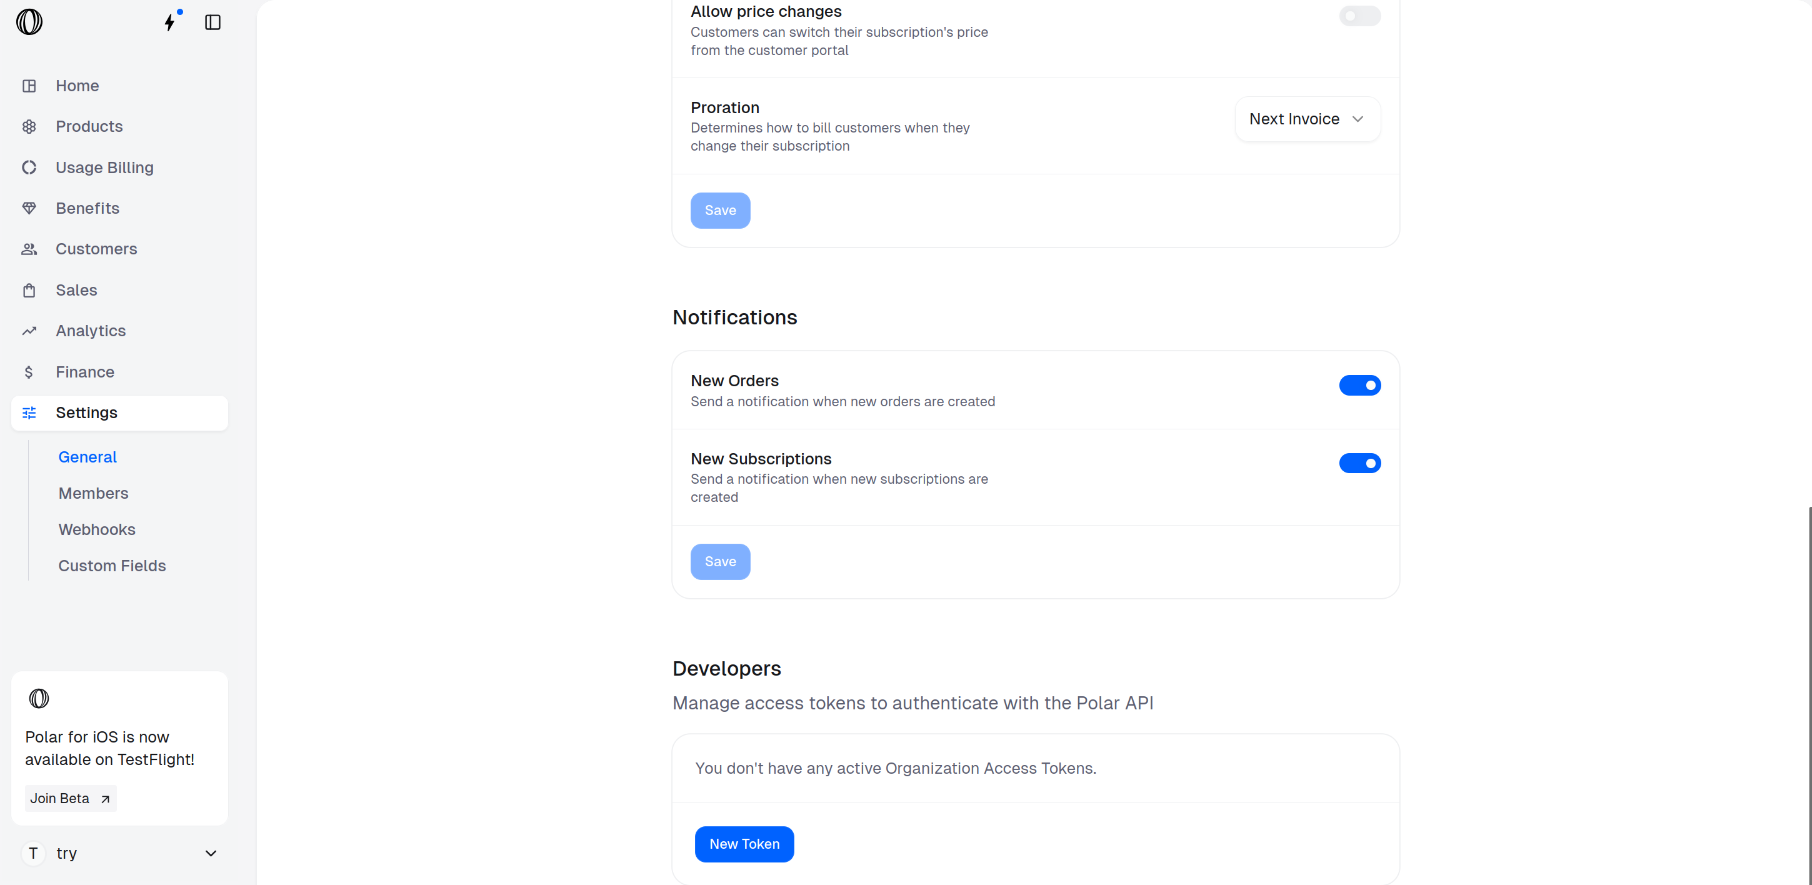 Home
Products
Usage Billing
Benefits
Customers
Sales
Analytics
Finance
Settings
General
Members
Webhooks
Custom Fields
Polar for iOS is now
available on TestFlight!
Join Beta
T try
Allow price changes
Customers can switch their subscription's price
from the customer portal
Proration
Determines how to bill customers when they
change their subscription
Next Invoice
Save
Notifications
New Orders
Send a notification when new orders are created
New Subscriptions
Send a notification when new subscriptions are
created
Save
Developers
Manage access tokens to authenticate with the Polar API
You don't have any active Organization Access Tokens.
New Token